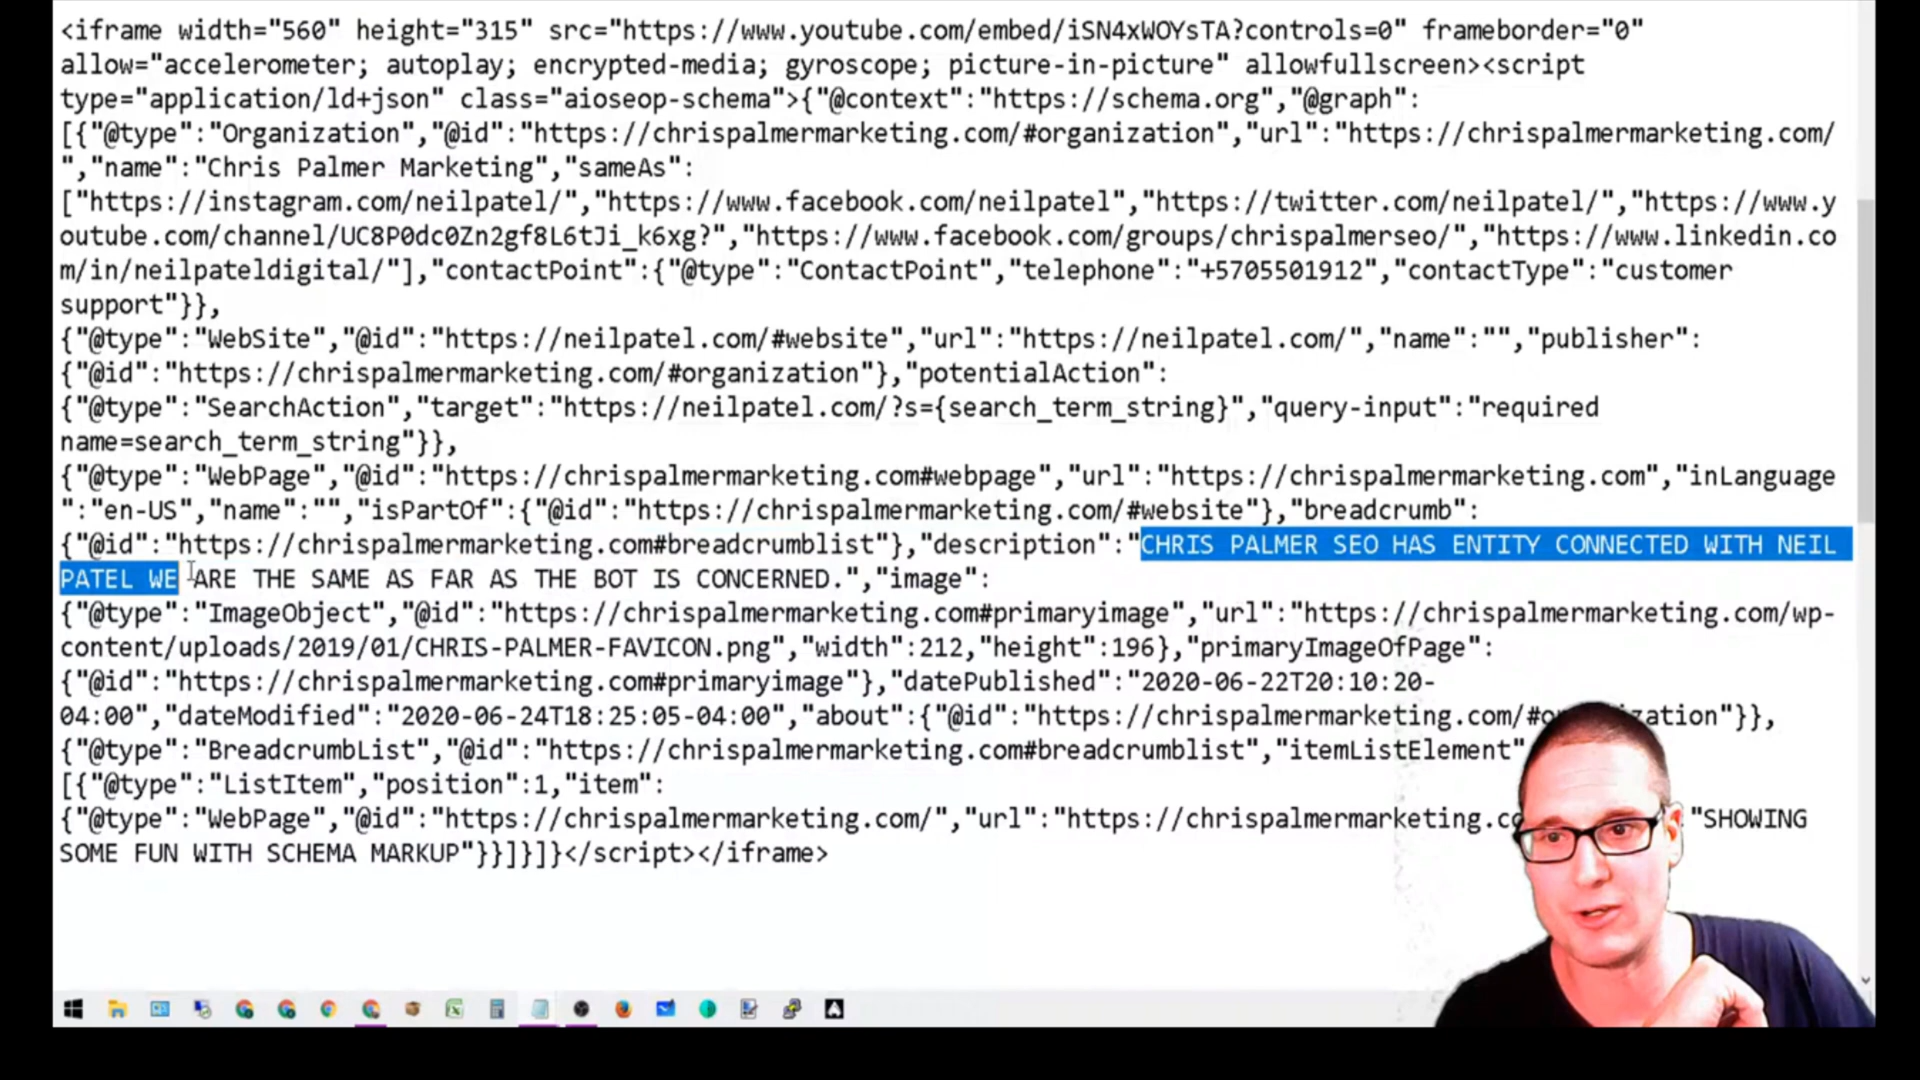 <iframe width="560" height="315" src="https://www.youtube.com/embed/iSN4xWOYsTA?controls=0" frameborder="0"
allow="accelerometer; autoplay; encrypted-media; gyroscope; picture-in-picture" allowfullscreen><script
type="application/ld+json" class="aioseop-schema">{"@context":"https://schema.org","@graph":
[{"@type":"Organization","@id":"https://chrispalmermarketing.com/#organization","url":"https://chrispalmermarketing.com/
","name":"Chris Palmer Marketing","sameAs":
["https://instagram.com/neilpatel/","https://www.facebook.com/neilpatel","https://twitter.com/neilpatel/","https://www.y
outube.com/channel/UC8P0dc0Zn2gf8L6tJi_k6xg?","https://www.facebook.com/groups/chrispalmerseo/","https://www.linkedin.co
m/in/neilpateldigital/"],"contactPoint":{"@type":"ContactPoint","telephone":"+5705501912","contactType":"customer
support"}},
{"@type":"WebSite","@id":"https://neilpatel.com/#website","url":"https://neilpatel.com/","name":"","publisher":
{"@id":"https://chrispalmermarketing.com/#organization"},"potentialAction":
{"@type":"SearchAction","target":"https://neilpatel.com/?s={search_term_string}","query-input":"required
name=search_term_string"}},
{"@type":"WebPage","@id":"https://chrispalmermarketing.com#webpage","url":"https://chrispalmermarketing.com","inLanguage
":"en-US","name":"","isPartOf":{"@id":"https://chrispalmermarketing.com/#website"},"breadcrumb":
{"@id":"https://chrispalmermarketing.com#breadcrumblist"},"description":"CHRIS PALMER SEO HAS ENTITY CONNECTED WITH NEIL
PATEL WE ARE THE SAME AS FAR AS THE BOT IS CONCERNED.","image":
{"@type":"ImageObject","@id":"https://chrispalmermarketing.com#primaryimage","url":"https://chrispalmermarketing.com/wp-
content/uploads/2019/01/CHRIS-PALMER-FAVICON.png","width":212,"height":196},"primaryImageOfPage":
{"@id":"https://chrispalmermarketing.com#primaryimage"},"datePublished":"2020-06-22T20:10:20-
04:00","dateModified":"2020-06-24T18:25:05-04:00","about":{"@id":"https://chrispalmermarketing.com/#o ization"}},
{"@type":"BreadcrumbList","@id":"https://chrispalmermarketing.com#breadcrumblist","itemListElement"
[{"@type":"ListItem","position":1,"item":
{"@type":"WebPage","@id":"https://chrispalmermarketing.com/","url":"https://chrispalmermarketing.c "SHOWING
SOME FUN WITH SCHEMA MARKUP"}}]}]}</script></iframe>